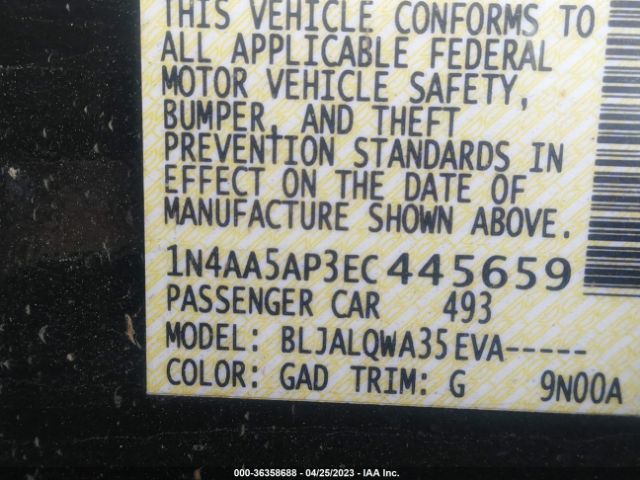 THIS VEHICLE CONFORMS TO
ALL APPLICABLE FEDERAL
MOTOR VEHICLE SAFETY,
BUMPER, AND THEFT
PREVENTION STANDARDS IN
EFFECT ON THE DATE OF
MANUFACTURE SHOWN ABOVE.
1N4AA5AP3EC445659
PASSENGER CAR 493
MODEL: BLJALQWA35EVA-----
COLOR: GAD TRIM: G 9N00A
000-36358688 - 04/25/2023 - IAA Inc.